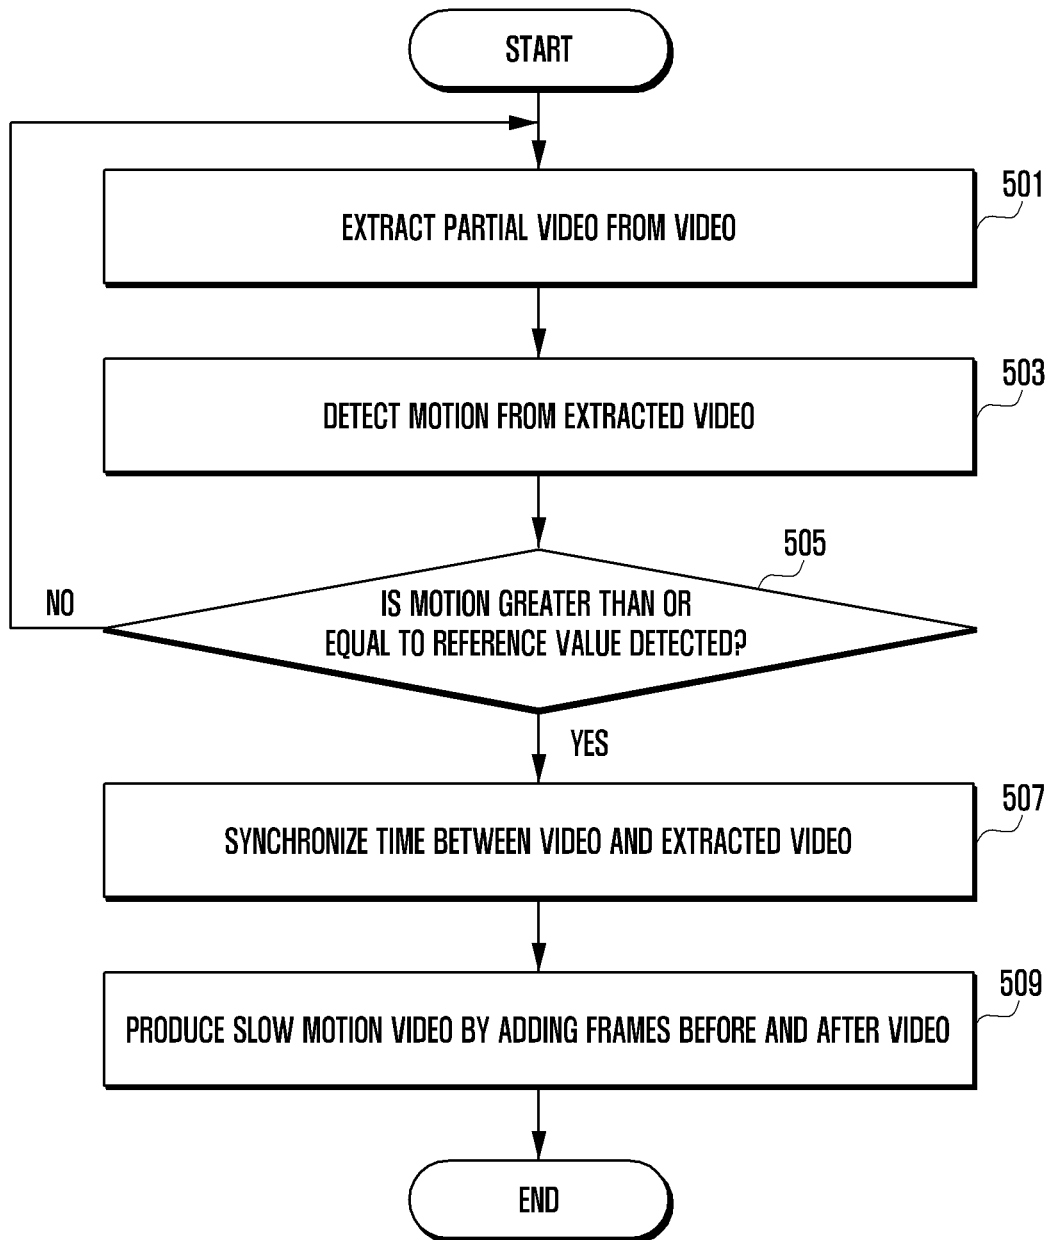 START
501
EXTRACT PARTIAL VIDEO FROM VIDEO
503
DETECT MOTION FROM EXTRACTED VIDEO
505
IS MOTION GREATER THAN OR
EQUAL TO REFERENCE VALUE DETECTED?
NO
YES
507
SYNCHRONIZE TIME BETWEEN VIDEO AND EXTRACTED VIDEO
509
PRODUCE SLOW MOTION VIDEO BY ADDING FRAMES BEFORE AND AFTER VIDEO
END